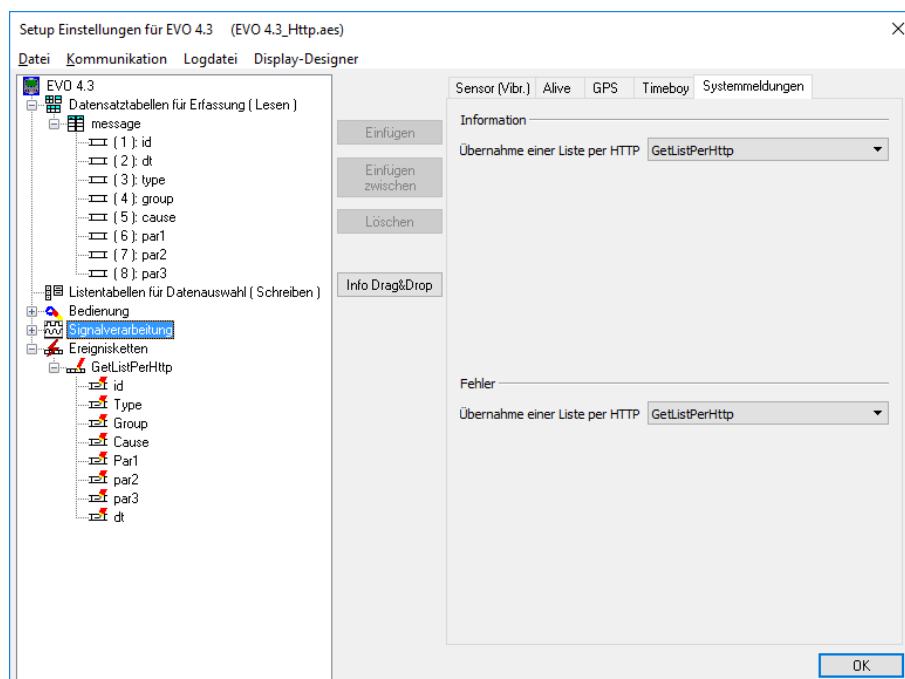 Setup Einstellungen für EVO 4.3 (EVO 4.3_Http.aes)
Datei Kommunikation Logdatei Display-Designer
EVO 4.3
Datensatztabellen für Erfassung ( Lesen )
message
( 1 ): id
( 2 ): dt
( 3 ): type
( 4 ): group
( 5 ): cause
( 6 ): par1
( 7 ): par2
( 8 ): par3
Listentabellen für Datenauswahl ( Schreiben )
Bedienung
Signalverarbeitung
Ereignisketten
GetListPerHttp
id
Type
Group
Cause
Par1
par2
par3
dt
Einfügen
Einfügen
zwischen
Löschen
Info Drag&Drop
Sensor (Vibr.) Alive GPS Timeboy Systemmeldungen
Information
Übernahme einer Liste per HTTP GetListPerHttp
Fehler
Übernahme einer Liste per HTTP GetListPerHttp
OK